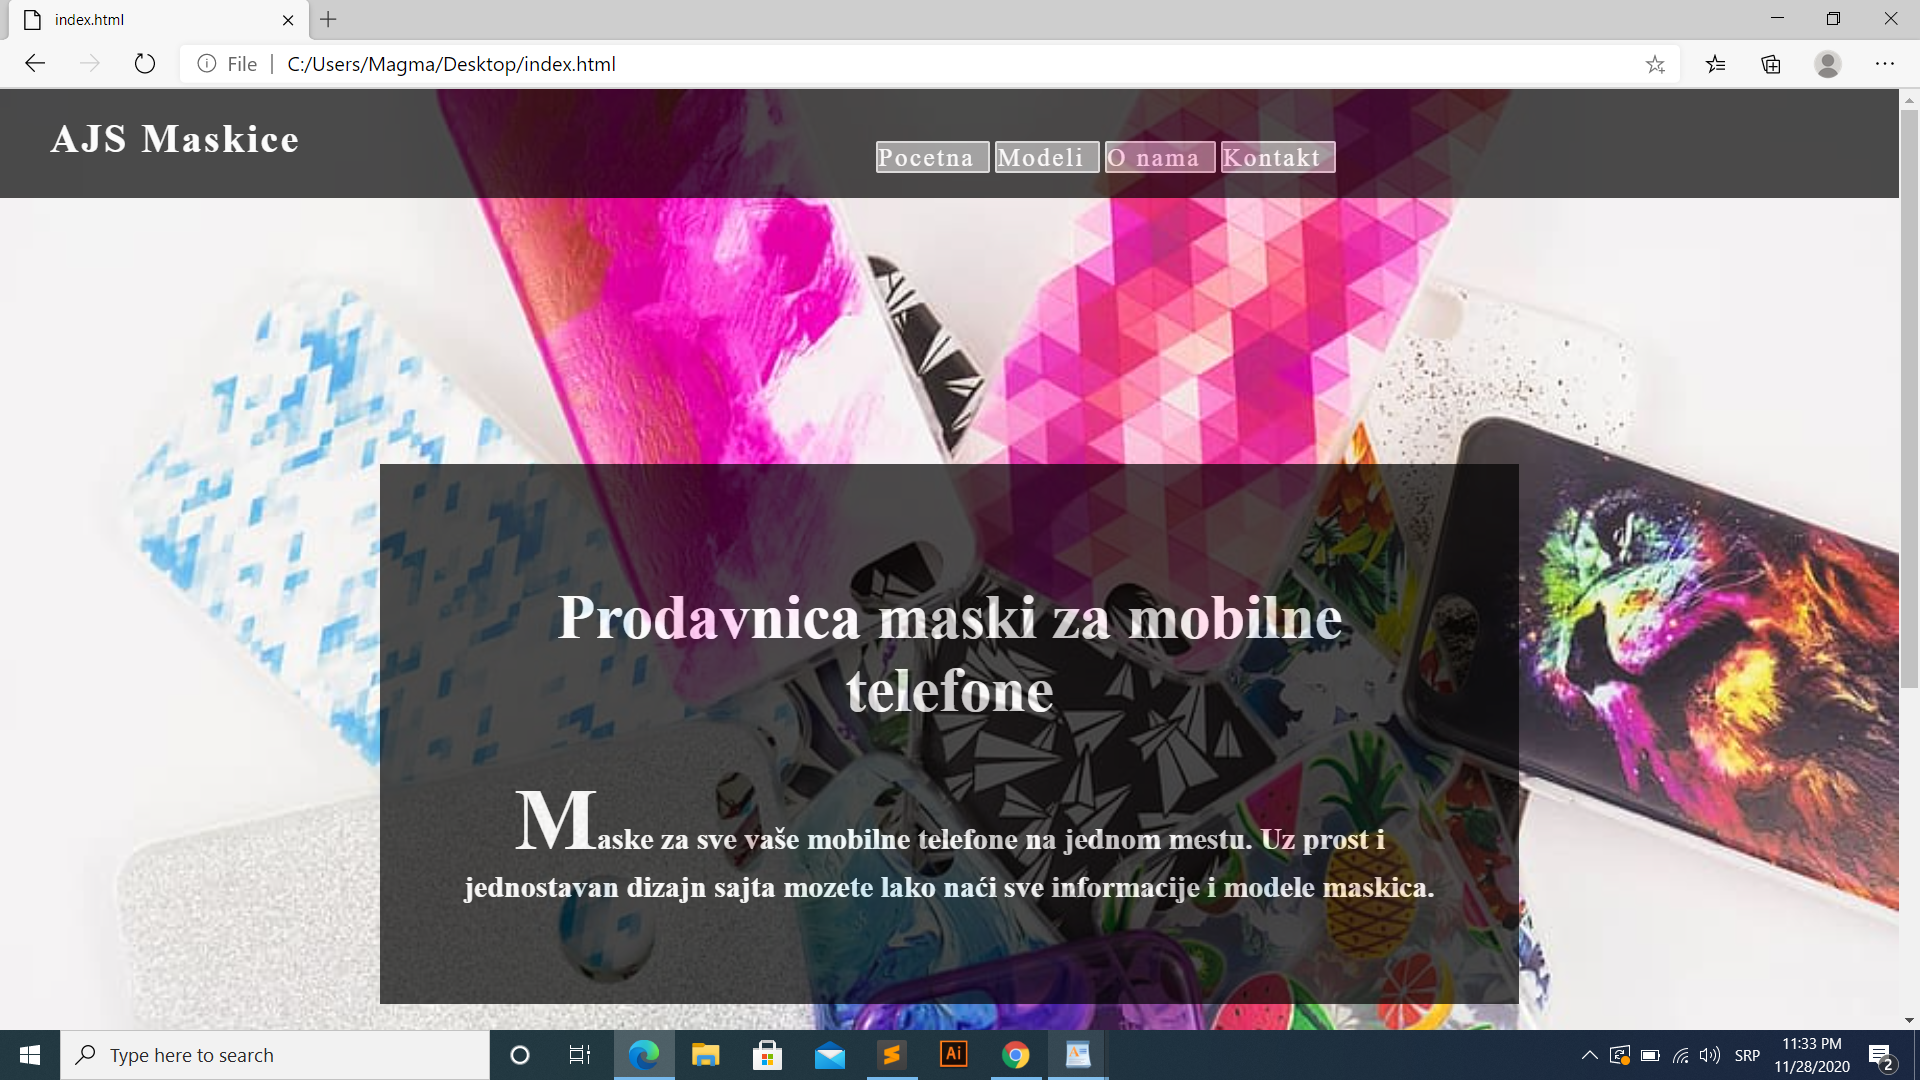 index.html
File
C:/Users/Magma/Desktop/index.html
AJS Maskice
Pocetna Modeli O nama Kontakt
Prodavnica maski za mobilne
telefone
Maske za sve vaše mobilne telefone na jednom mestu. Uz prost i
jednostavan dizajn sajta mozete lako naći sve informacije i modele maskica.
Type here to search
Ai
SRP
11:33 PM
11/28/2020
2